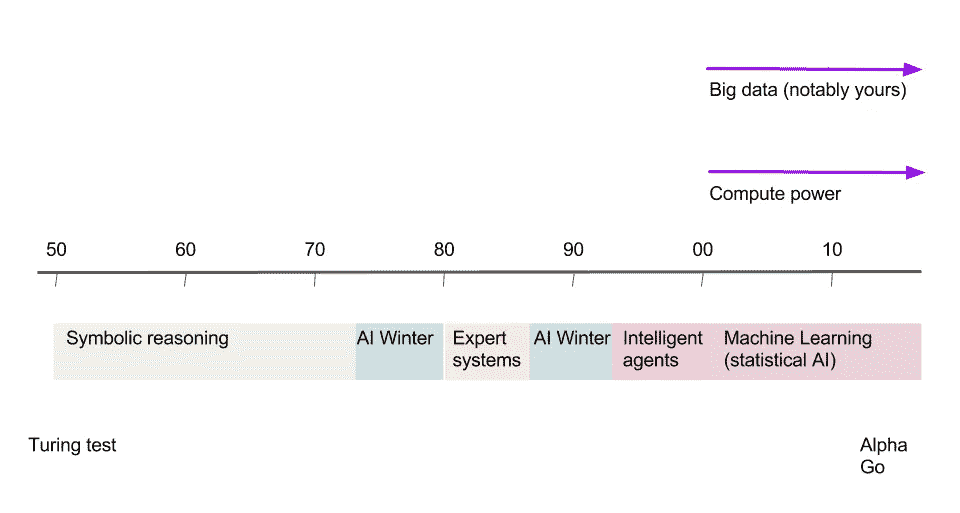 Big data (notably yours)
Compute power
50 60 70 80 90 00 10
Symbolic reasoning
AI Winter
Expert
systems
AI Winter
Intelligent
agents
Machine Learning
(statistical AI)
Turing test
Alpha
Go